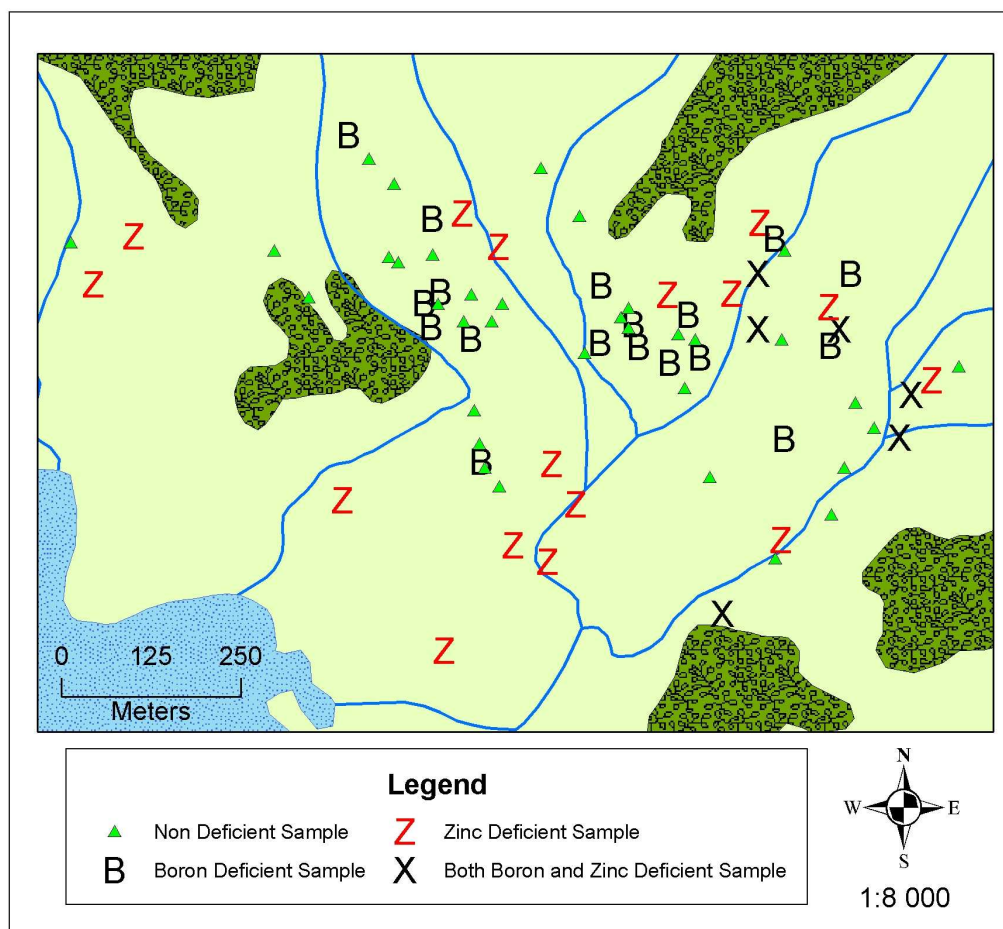 B
B Z
Z
Z B
Z
X B
Z B
B Z Z
B Z
B B B X X
B B B B
B B
Z
X
B X
B Z
Z Z
Z Z
Z
X
Z
0 125 250
Meters
Legend
Non Deficient Sample
Z Zinc Deficient Sample
B Boron Deficient Sample
X Both Boron and Zinc Deficient Sample
N
W E
S
1:8 000